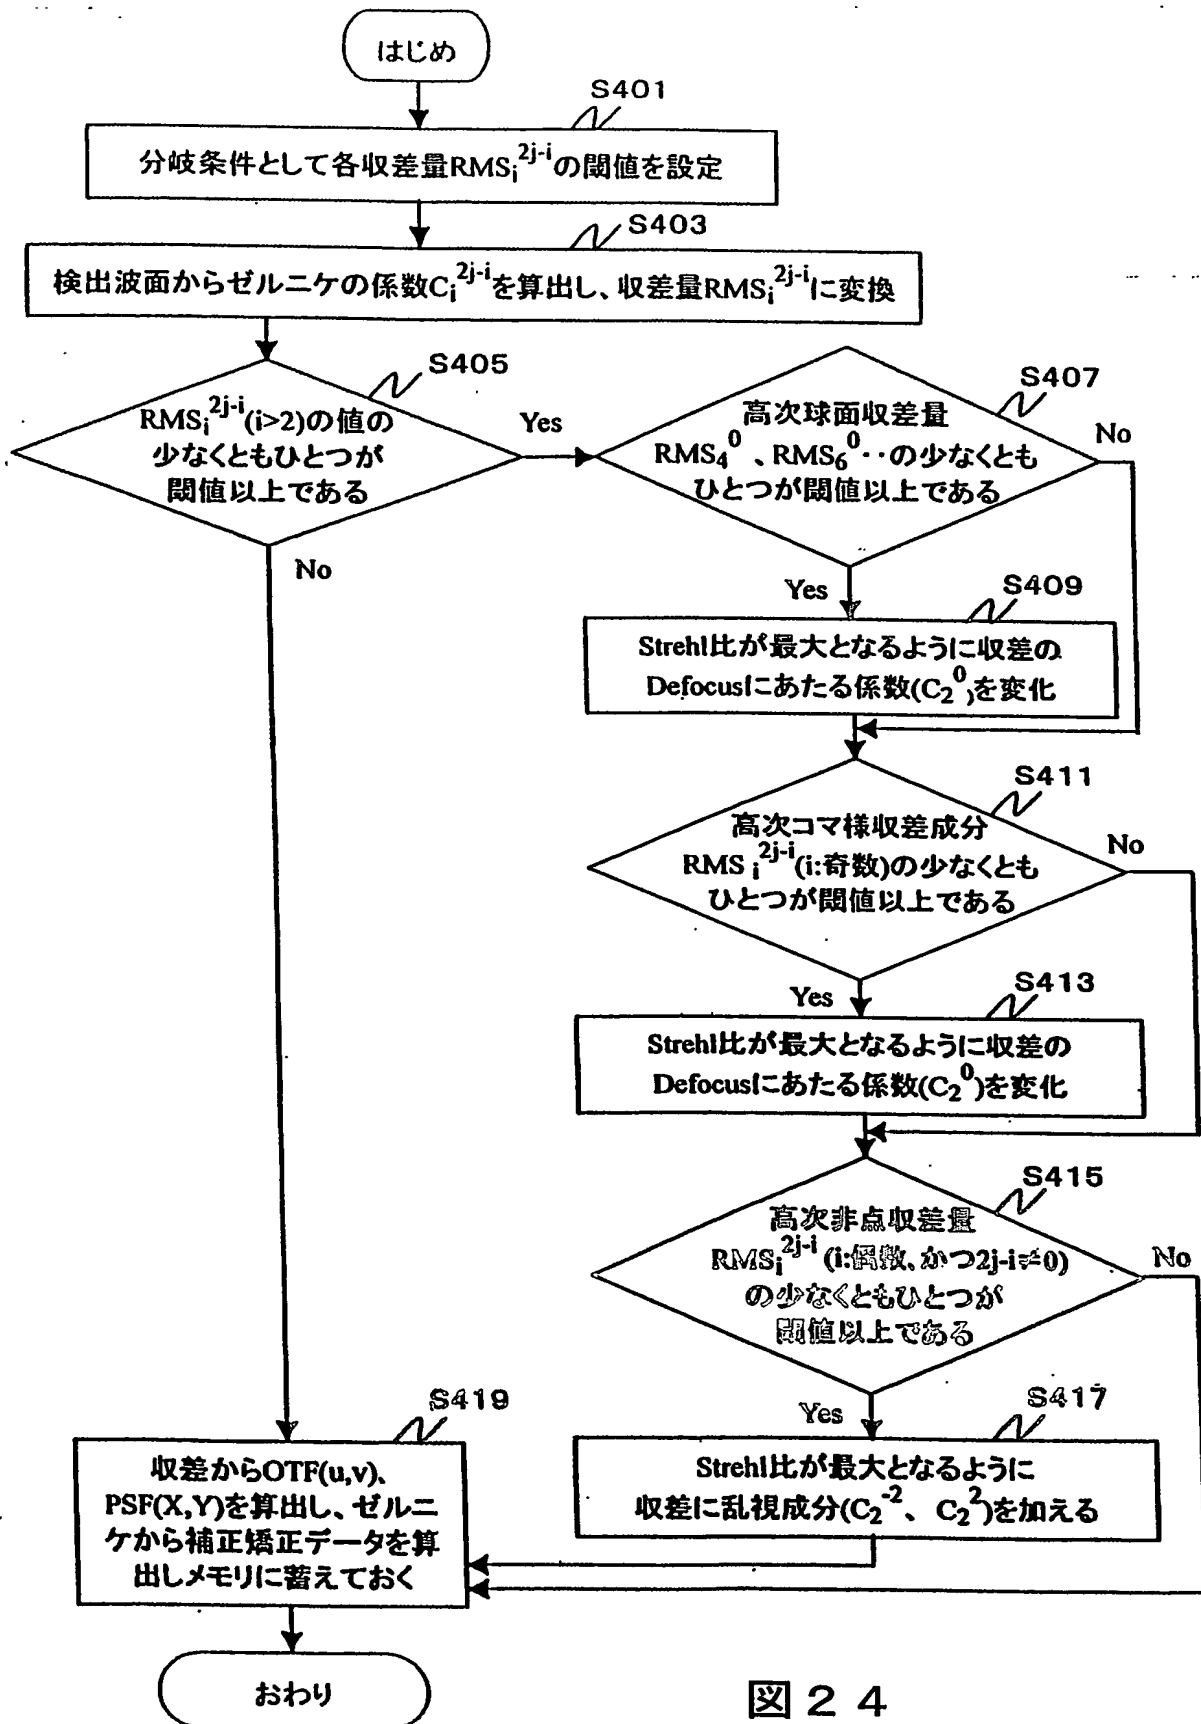 はじめ
S401
分岐条件として各収差量RMSᵢ²ʲ⁻ⁱの閾値を設定
S403
検出波面からゼルニケの係数Cᵢ²ʲ⁻ⁱを算出し、収差量RMSᵢ²ʲ⁻ⁱに変換
S405
RMSᵢ²ʲ⁻ⁱ(i>2)の値の
少なくともひとつが
閾値以上である
Yes
No
S407
高次球面収差量
RMS₄⁰、RMS₆⁰··の少なくとも
ひとつが閾値以上である
No
Yes
S409
Strehl比が最大となるように収差の
Defocusにあたる係数(C₂⁰)を変化
S411
高次コマ様収差成分
RMSᵢ²ʲ⁻ⁱ(i:奇数)の少なくとも
ひとつが閾値以上である
No
Yes
S413
Strehl比が最大となるように収差の
Defocusにあたる係数(C₂⁰)を変化
S415
高次非点収差量
RMSᵢ²ʲ⁻ⁱ(i:偶数、かつ2j-i≠0)
の少なくともひとつが
閾値以上である
No
Yes
S417
Strehl比が最大となるように
収差に乱視成分(C₂⁻²、C₂²)を加える
S419
収差からOTF(u,v)、
PSF(X,Y)を算出し、ゼルニ
ケから補正矯正データを算
出しメモリに蓄えておく
おわり
図24